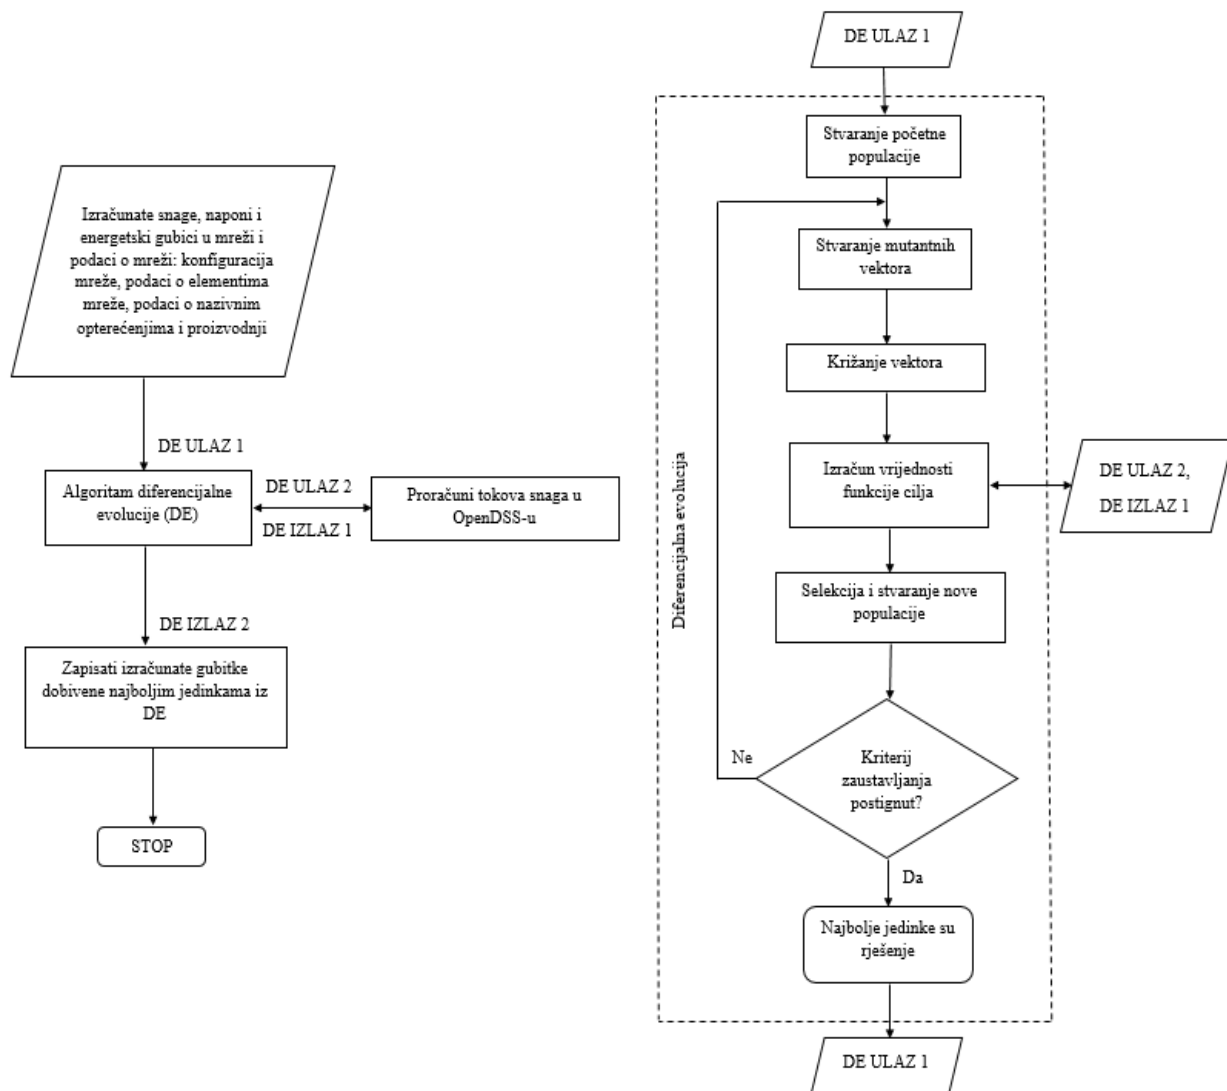 Izračunate snage, naponi i
energetski gubici u mreži i
podaci o mreži: konfiguracija
mreže, podaci o elementima
mreže, podaci o nazivnim
opterećenjima i proizvodnji
DE ULAZ 1
Algoritam diferencijalne
evolucije (DE)
DE ULAZ 2
DE IZLAZ 1
Proračuni tokova snaga u
OpenDSS-u
DE IZLAZ 2
Zapisati izračunate gubitke
dobivene najboljim jedinkama iz
DE
STOP
DE ULAZ 1
Diferencijalna evolucija
Stvaranje početne
populacije
Stvaranje mutantnih
vektora
Križanje vektora
Izračun vrijednosti
funkcije cilja
DE ULAZ 2,
DE IZLAZ 1
Selekcija i stvaranje nove
populacije
Kriterij
zaustavljanja
postignut?
Ne
Da
Najbolje jedinke su
rješenje
DE ULAZ 1